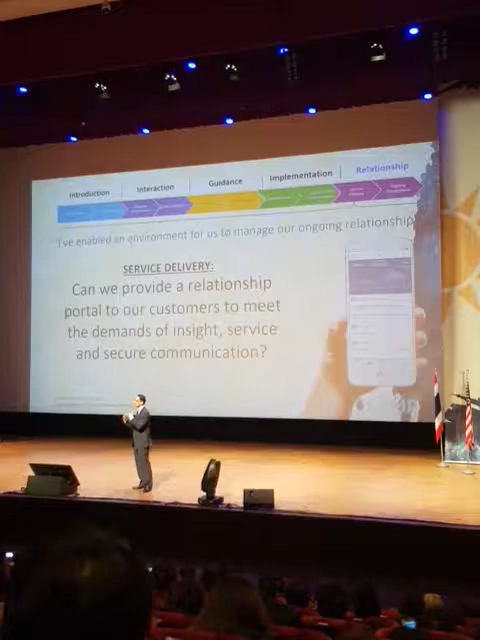 Introduction
Interaction
Guidance
Implementation
Relationship
I've enabled an environment for us to manage our ongoing relationship
SERVICE DELIVERY:
Can we provide a relationship
portal to our customers to meet
the demands of insight, service
and secure communication?